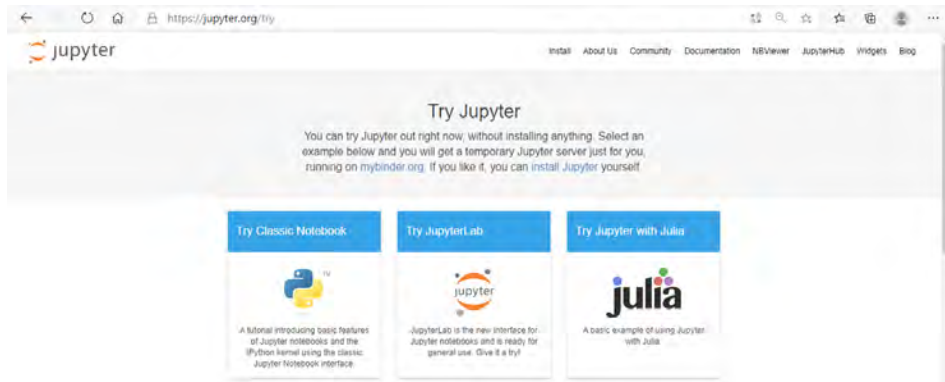 https://jupyter.org/try
jupyter
Install About Us Community Documentation NBViewer JupyterHub Widgets Blog
Try Jupyter
You can try Jupyter out right now, without installing anything. Select an
example below and you will get a temporary Jupyter server just for you,
running on mybinder.org. If you like it, you can install Jupyter yourself.
Try Classic Notebook
TM
A tutorial introducing basic features
of Jupyter notebooks and the
IPython kernel using the classic
Jupyter Notebook interface.
Try JupyterLab
jupyter
JupyterLab is the new interface for
Jupyter notebooks and is ready for
general use. Give it a try!
Try Jupyter with Julia
julia
A basic example of using Jupyter
with Julia.